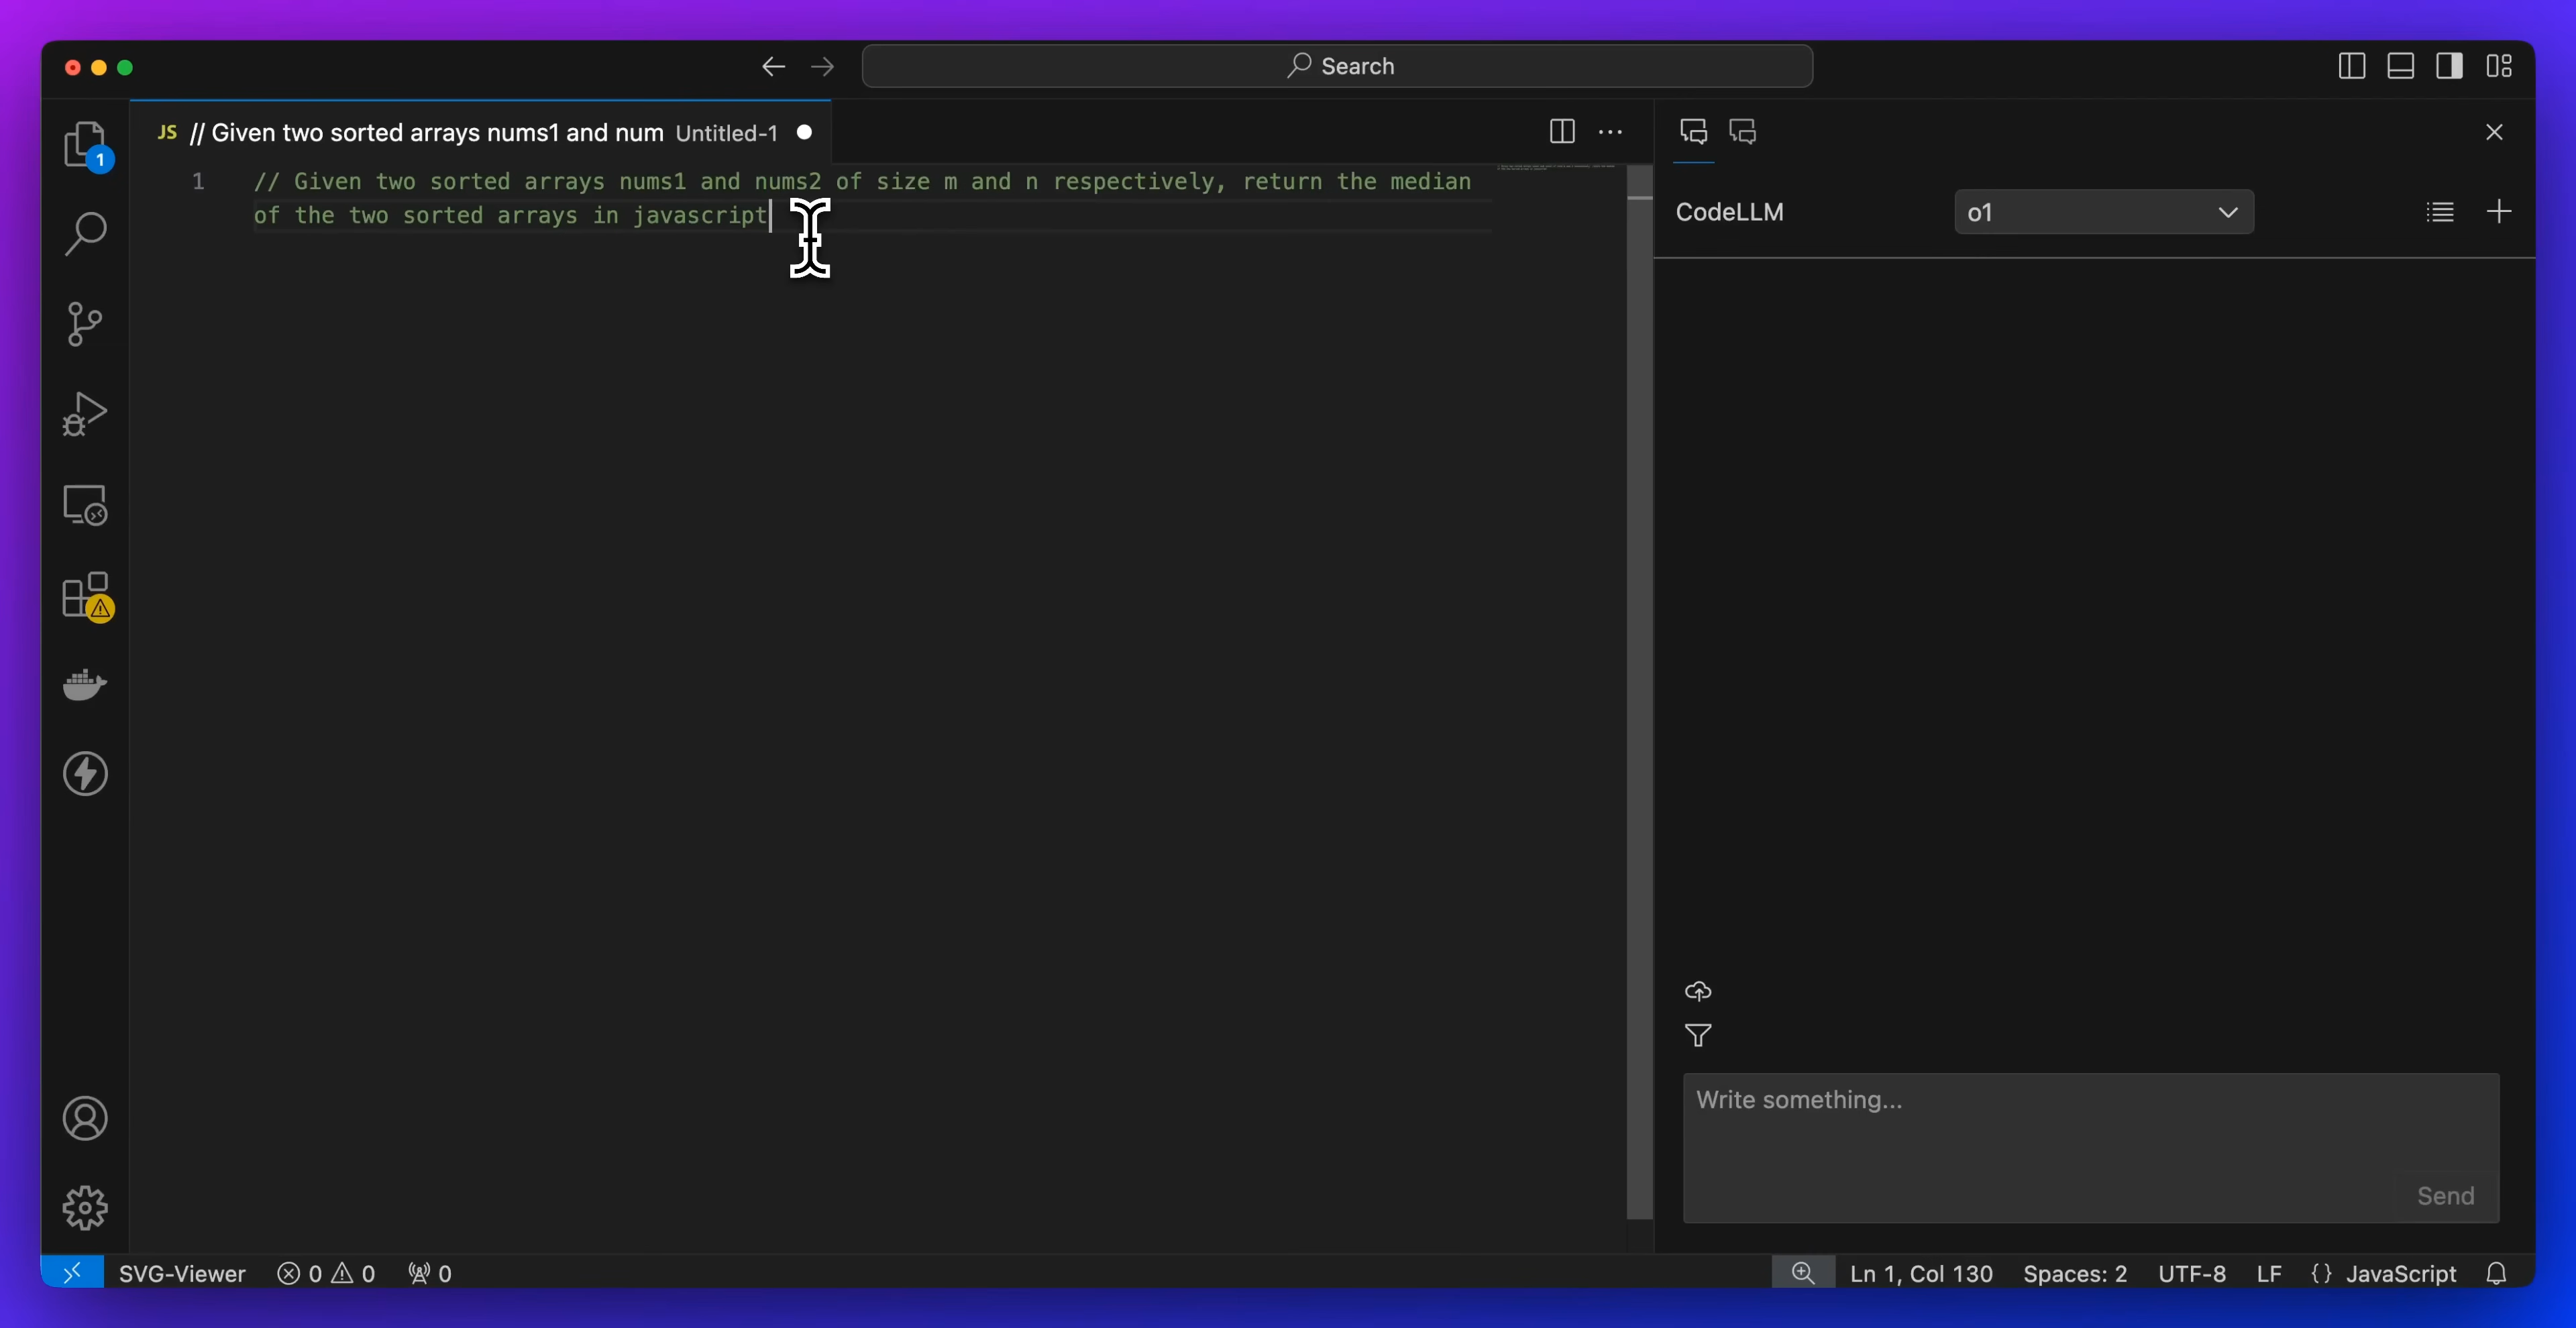 Search
JS // Given two sorted arrays nums1 and num Untitled-1
1
1 // Given two sorted arrays nums1 and nums2 of size m and n respectively, return the median
of the two sorted arrays in javascript
CodeLLM
o1
Write something...
Send
SVG-Viewer 0 0 0
Ln 1, Col 130 Spaces: 2 UTF-8 LF {} JavaScript